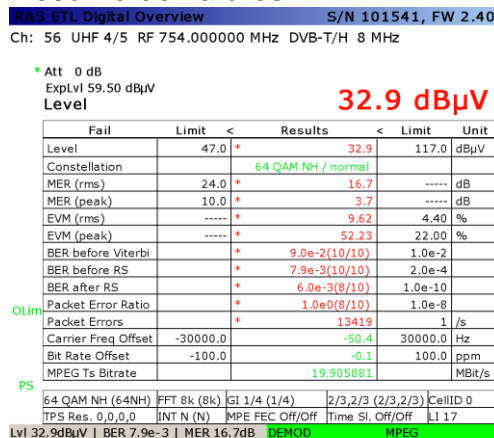 R&S ETL Digital Overview S/N 101541, FW 2.40
Ch: 56 UHF 4/5 RF 754.000000 MHz DVB-T/H 8 MHz
* Att 0 dB
ExpLvl 59.50 dBµV
Level 32.9 dBµV
Fail Limit < Results < Limit Unit
Level 47.0 * 32.9 117.0 dBµV
Constellation 64 QAM NH / normal
MER (rms) 24.0 * 16.7 ----- dB
MER (peak) 10.0 * 3.7 ----- dB
EVM (rms) ----- * 9.62 4.40 %
EVM (peak) ----- * 52.23 22.00 %
BER before Viterbi * 9.0e-2(10/10) 1.0e-2
BER before RS * 7.9e-3(10/10) 2.0e-4
BER after RS * 6.0e-3(8/10) 1.0e-10
Packet Error Ratio * 1.0e0(8/10) 1.0e-8
OLim
Packet Errors * 13419 1 /s
Carrier Freq Offset -30000.0 -50.4 30000.0 Hz
Bit Rate Offset -100.0 -0.1 100.0 ppm
MPEG Ts Bitrate 19.905881 MBit/s
PS
64 QAM NH (64NH) FFT 8k (8k) GI 1/4 (1/4) 2/3,2/3 (2/3,2/3) CellID 0
TPS Res. 0,0,0,0 INT N (N) MPE FEC Off/Off Time Sl. Off/Off LI 17
Lvl 32.9dBµV | BER 7.9e-3 | MER 16.7dB DEMOD MPEG